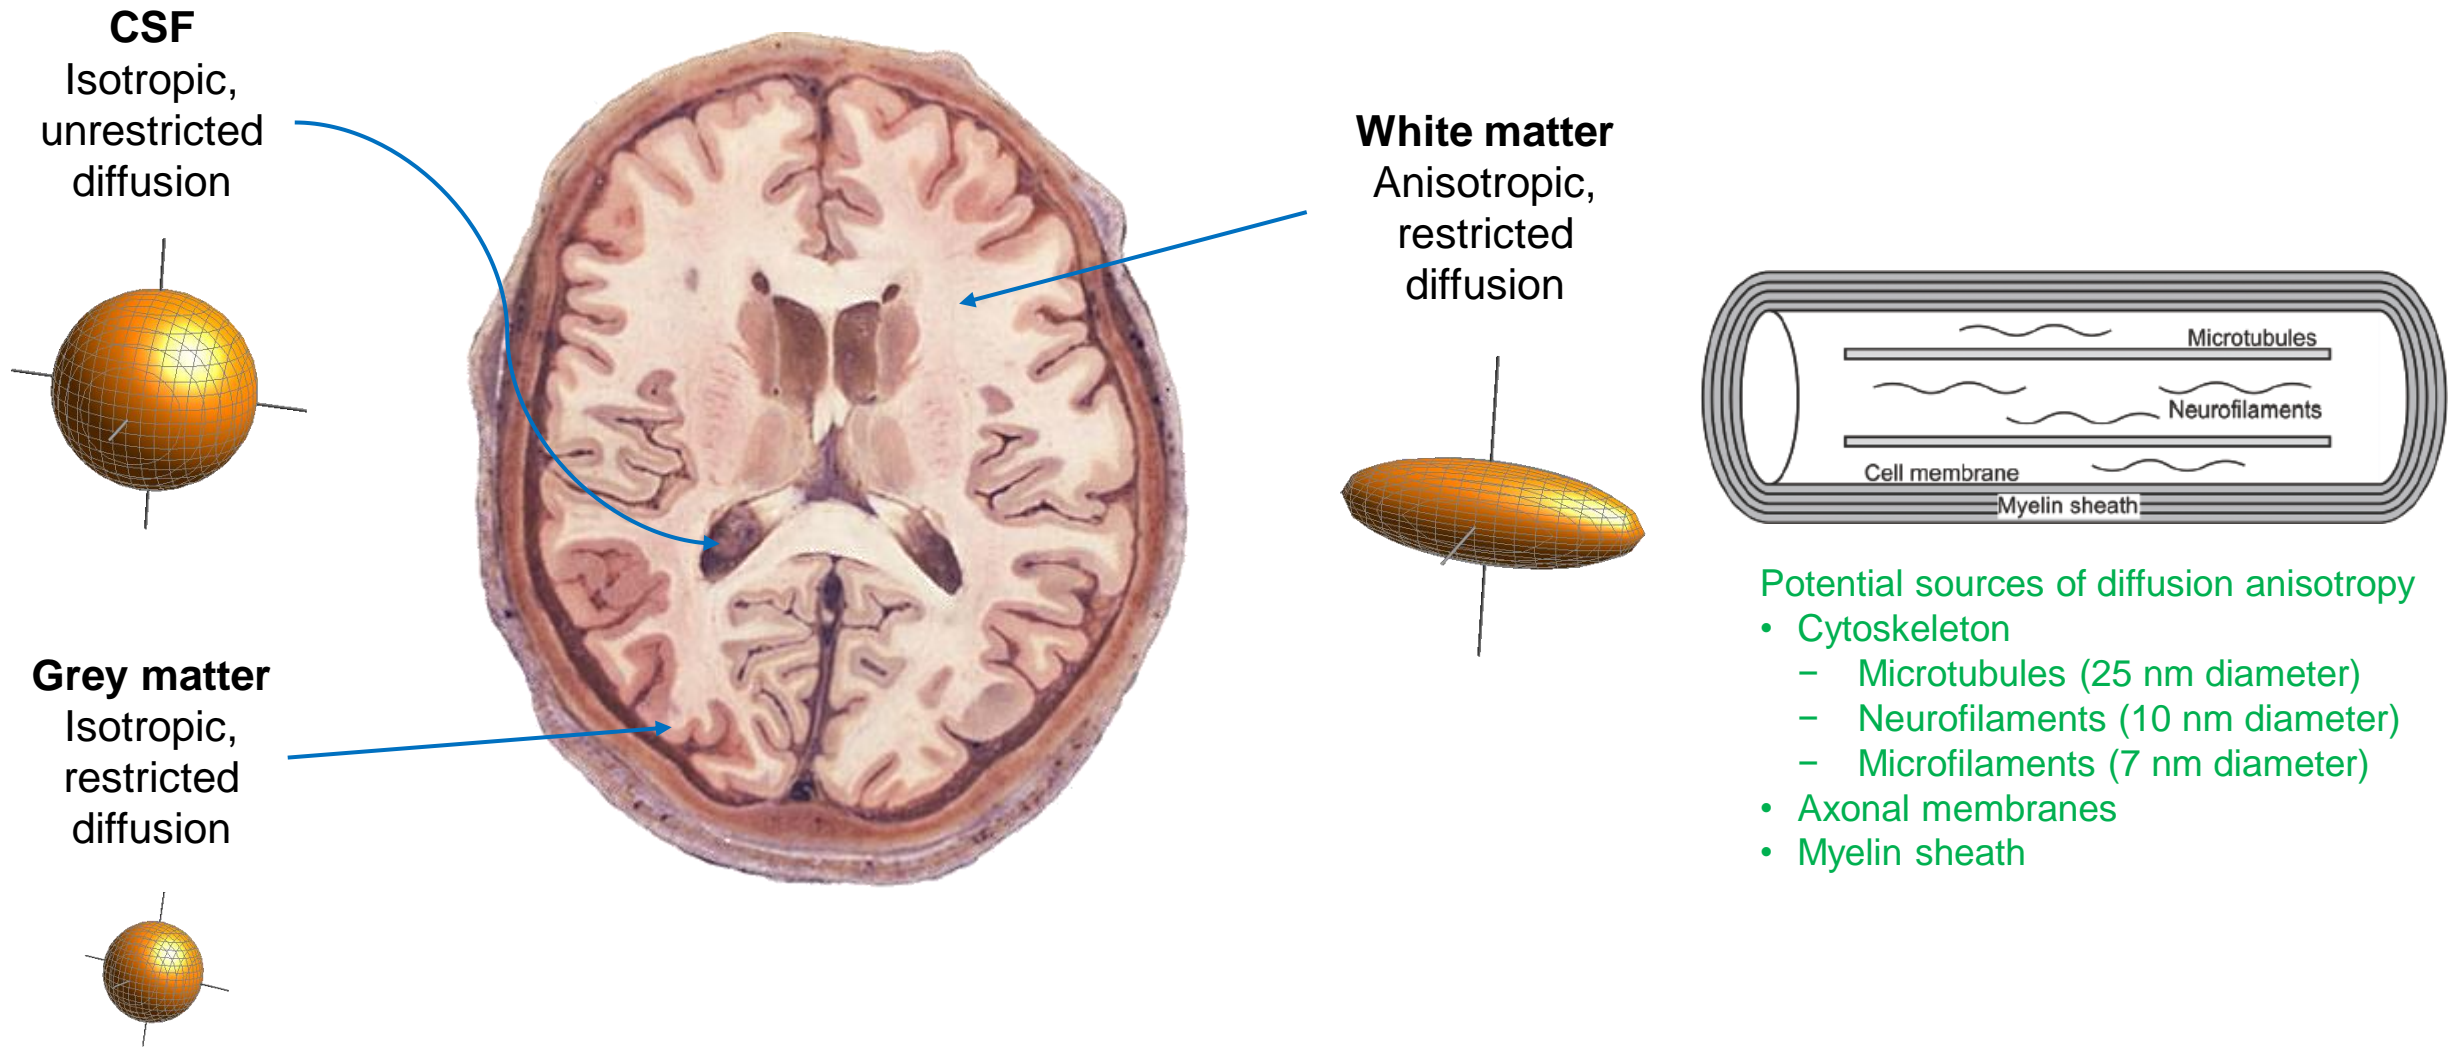 CSF
Isotropic,
unrestricted
diffusion
Grey matter
Isotropic,
restricted
diffusion
White matter
Anisotropic,
restricted
diffusion
Microtubules
Neurofilaments
Cell membrane
Myelin sheath
Potential sources of diffusion anisotropy
• Cytoskeleton
− Microtubules (25 nm diameter)
− Neurofilaments (10 nm diameter)
− Microfilaments (7 nm diameter)
• Axonal membranes
• Myelin sheath